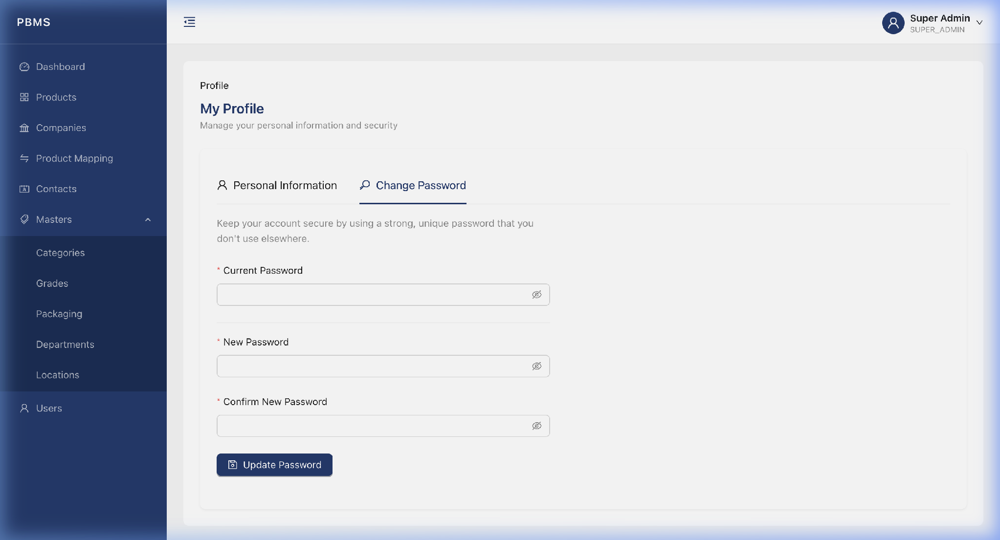 PBMS
Super Admin
SUPER_ADMIN
Dashboard
Products
Companies
Product Mapping
Contacts
Masters
Categories
Grades
Packaging
Departments
Locations
Users
Profile
My Profile
Manage your personal information and security
Personal Information
Change Password
Keep your account secure by using a strong, unique password that you
don't use elsewhere.
* Current Password
* New Password
* Confirm New Password
Update Password